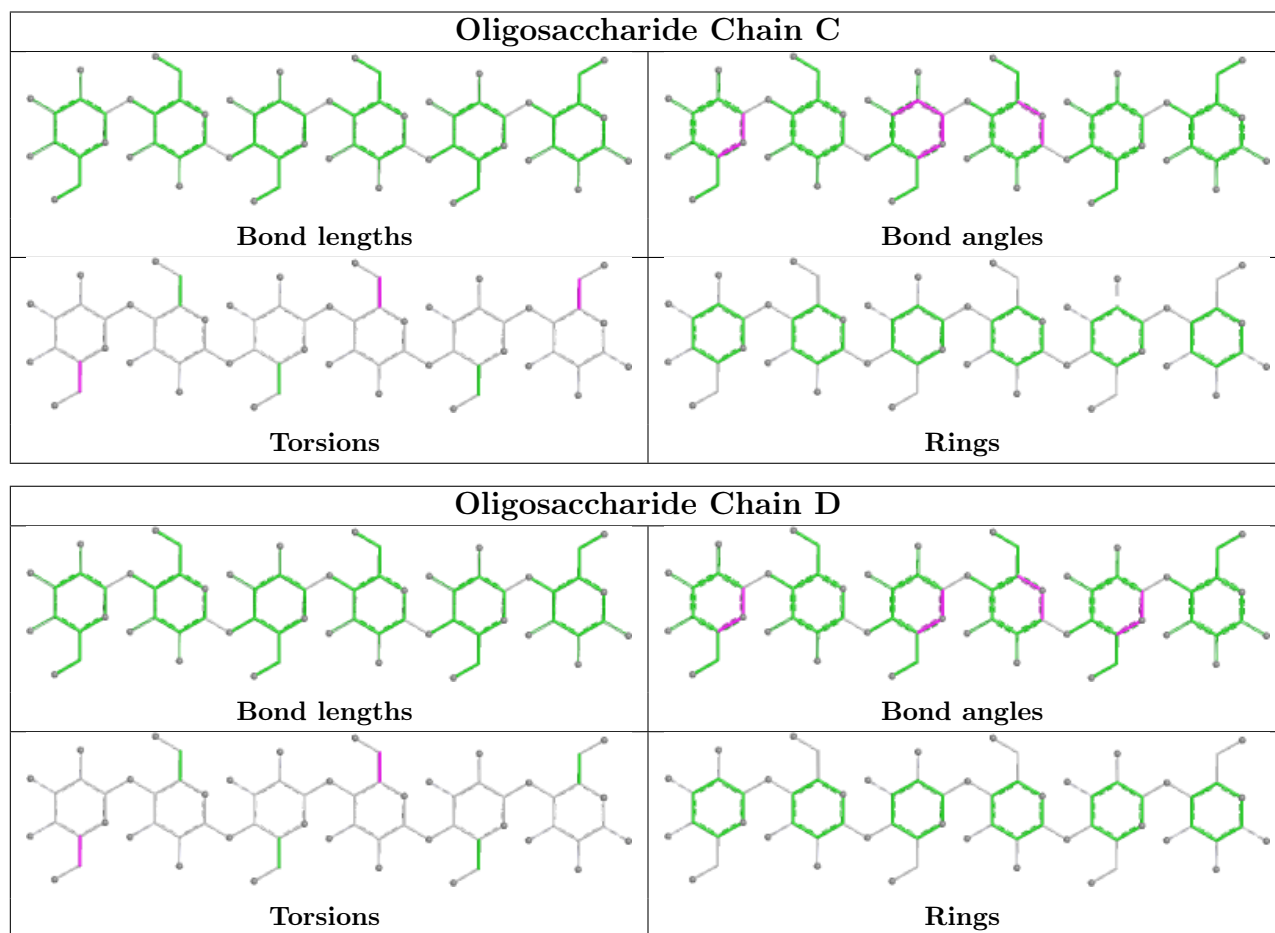 Oligosaccharide Chain C
Bond lengths
Bond angles
Torsions
Rings
Oligosaccharide Chain D
Bond lengths
Bond angles
Torsions
Rings